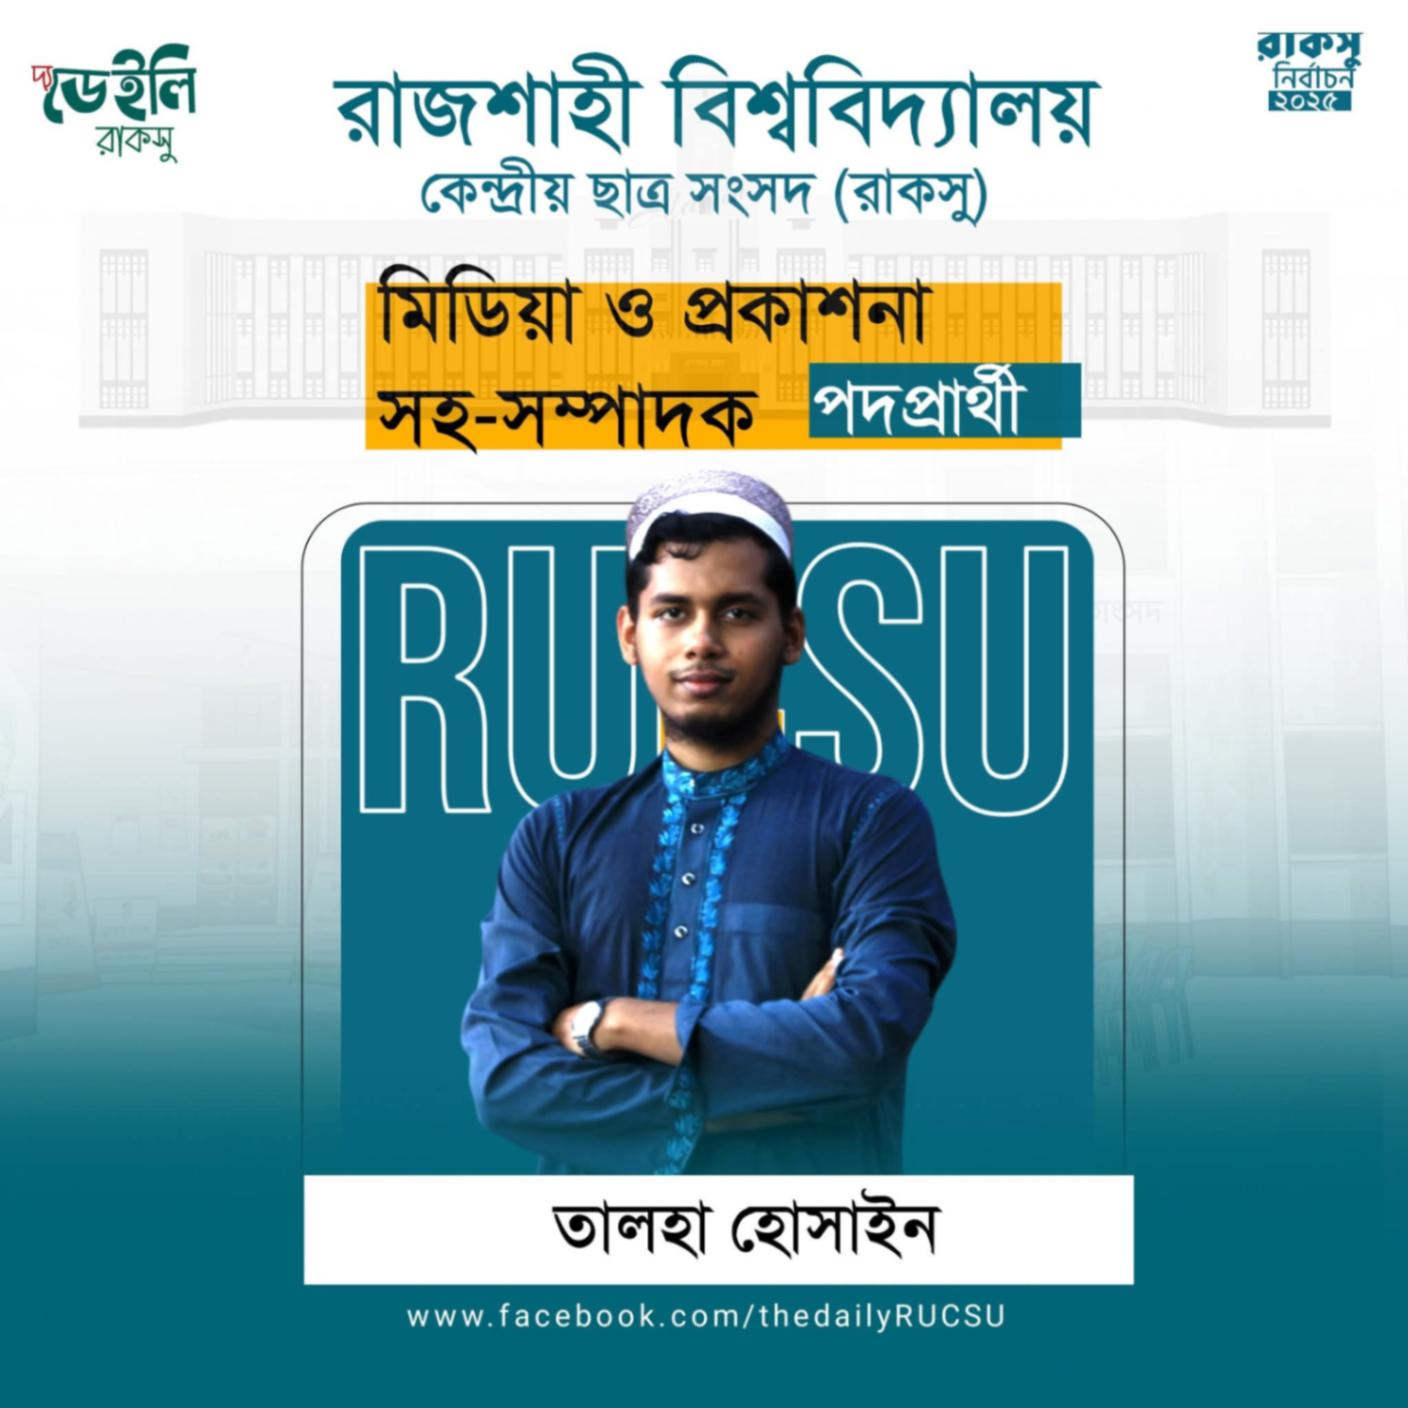 দ্য ডেইলি
রাকসু
রাকসু
নির্বাচন
২০২৫
রাজশাহী বিশ্ববিদ্যালয়
কেন্দ্রীয় ছাত্র সংসদ (রাকসু)
মিডিয়া ও প্রকাশনা
সহ-সম্পাদক পদপ্রার্থী
সংসদ
তালহা হোসাইন
www.facebook.com/thedailyRUCSU